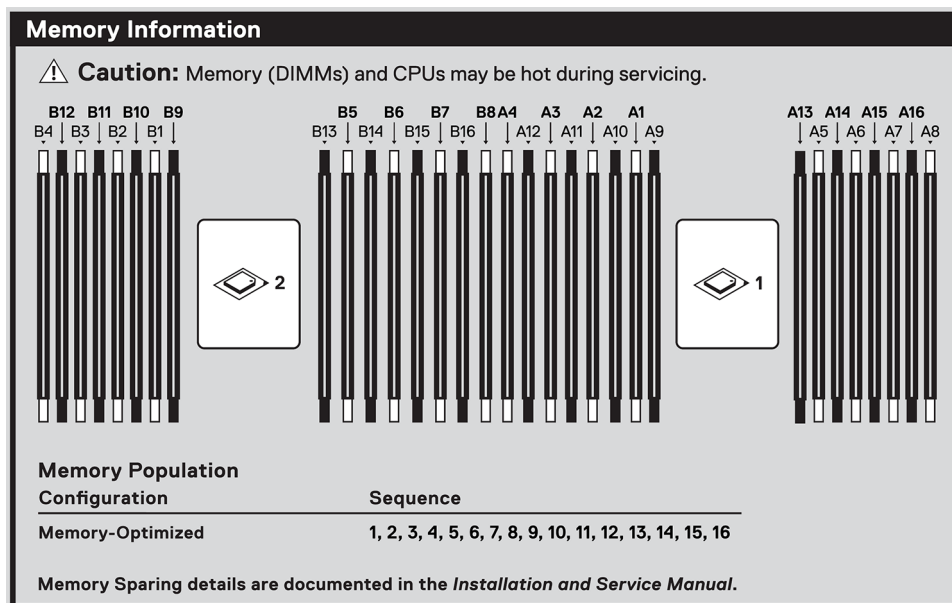 Memory Information
Caution: Memory (DIMMs) and CPUs may be hot during servicing.
B12 B11 B10 B9 B5 B6 B7 B8 A4 A3 A2 A1 A13 A14 A15 A16
B4 B3 B2 B1 B13 B14 B15 B16 A12 A11 A10 A9 A5 A6 A7 A8
2 1
Memory Population
Configuration Sequence
Memory-Optimized 1, 2, 3, 4, 5, 6, 7, 8, 9, 10, 11, 12, 13, 14, 15, 16
Memory Sparing details are documented in the Installation and Service Manual.